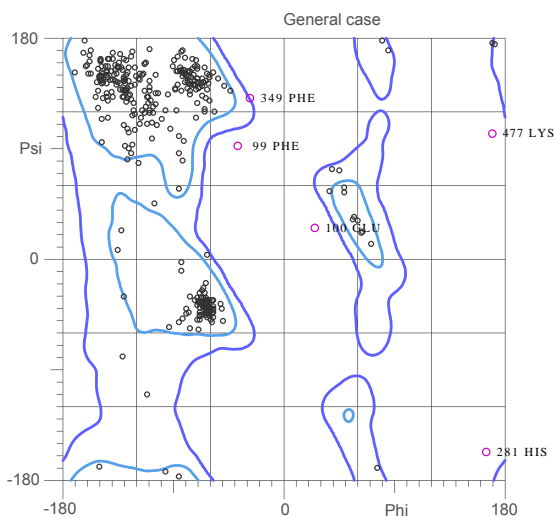 General case
180
349 PHE
477 LYS
Psi
99 PHE
100 GLU
0
281 HIS
-180
-180 0 Phi 180